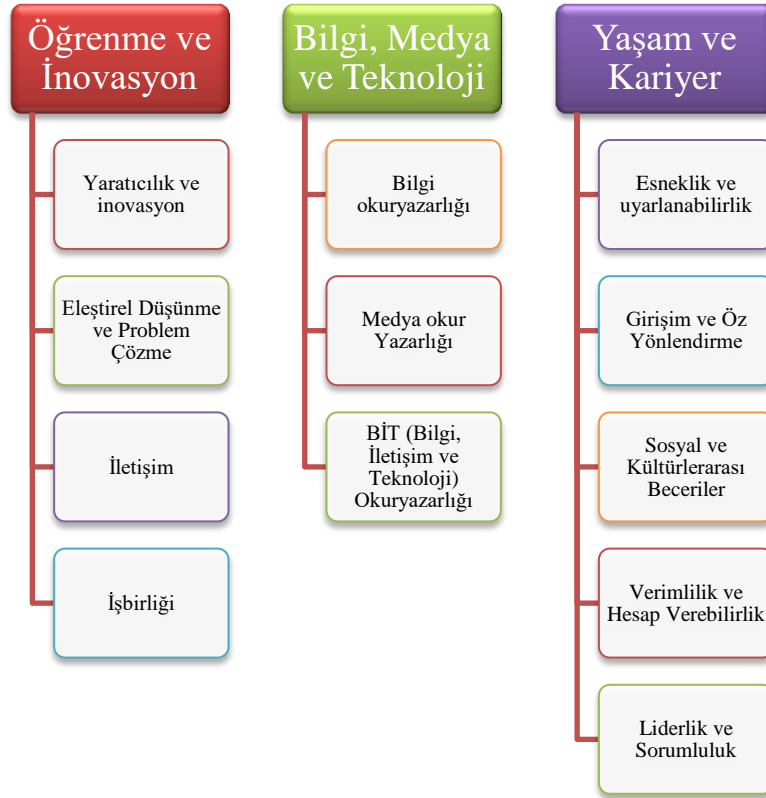 Öğrenme ve
İnovasyon
Yaratıcılık ve
inovasyon
Eleştirel Düşünme
ve Problem
Çözme
İletişim
İşbirliği
Bilgi, Medya
ve Teknoloji
Bilgi
okuryazarlığı
Medya okur
Yazarlığı
BİT (Bilgi,
İletişim ve
Teknoloji)
Okuryazarlığı
Yaşam ve
Kariyer
Esneklik ve
uyarlanabilirlik
Girişim ve Öz
Yönlendirme
Sosyal ve
Kültürlerarası
Beceriler
Verimlilik ve
Hesap Verebilirlik
Liderlik ve
Sorumluluk